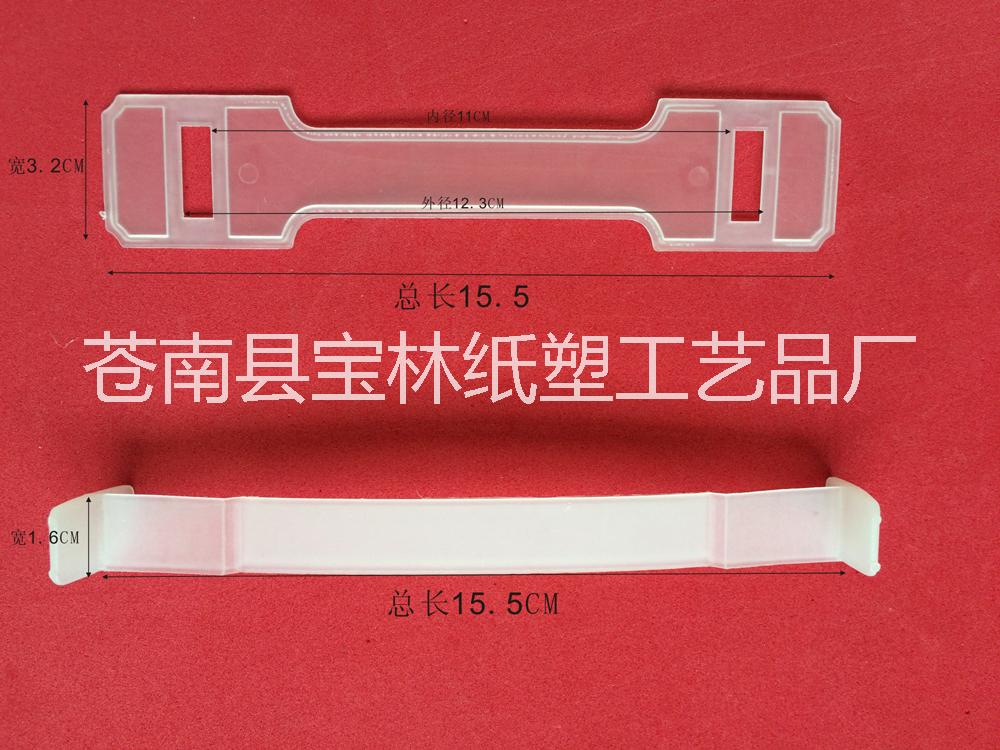 内径11CM
宽3.2CM
外径12.3CM
总长15.5
苍南县宝林纸塑工艺品厂
宽1.6CM
总长15.5CM